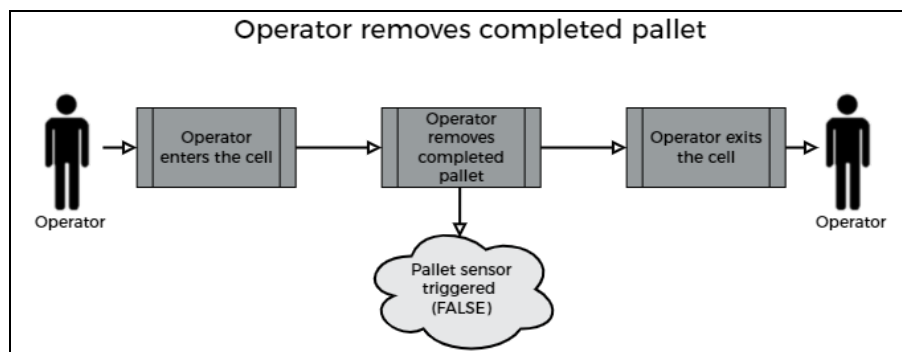 Operator removes completed pallet
Operator
enters the cell
Operator
removes
completed
pallet
Operator exits
the cell
Operator
Operator
Pallet sensor
triggered
(FALSE)